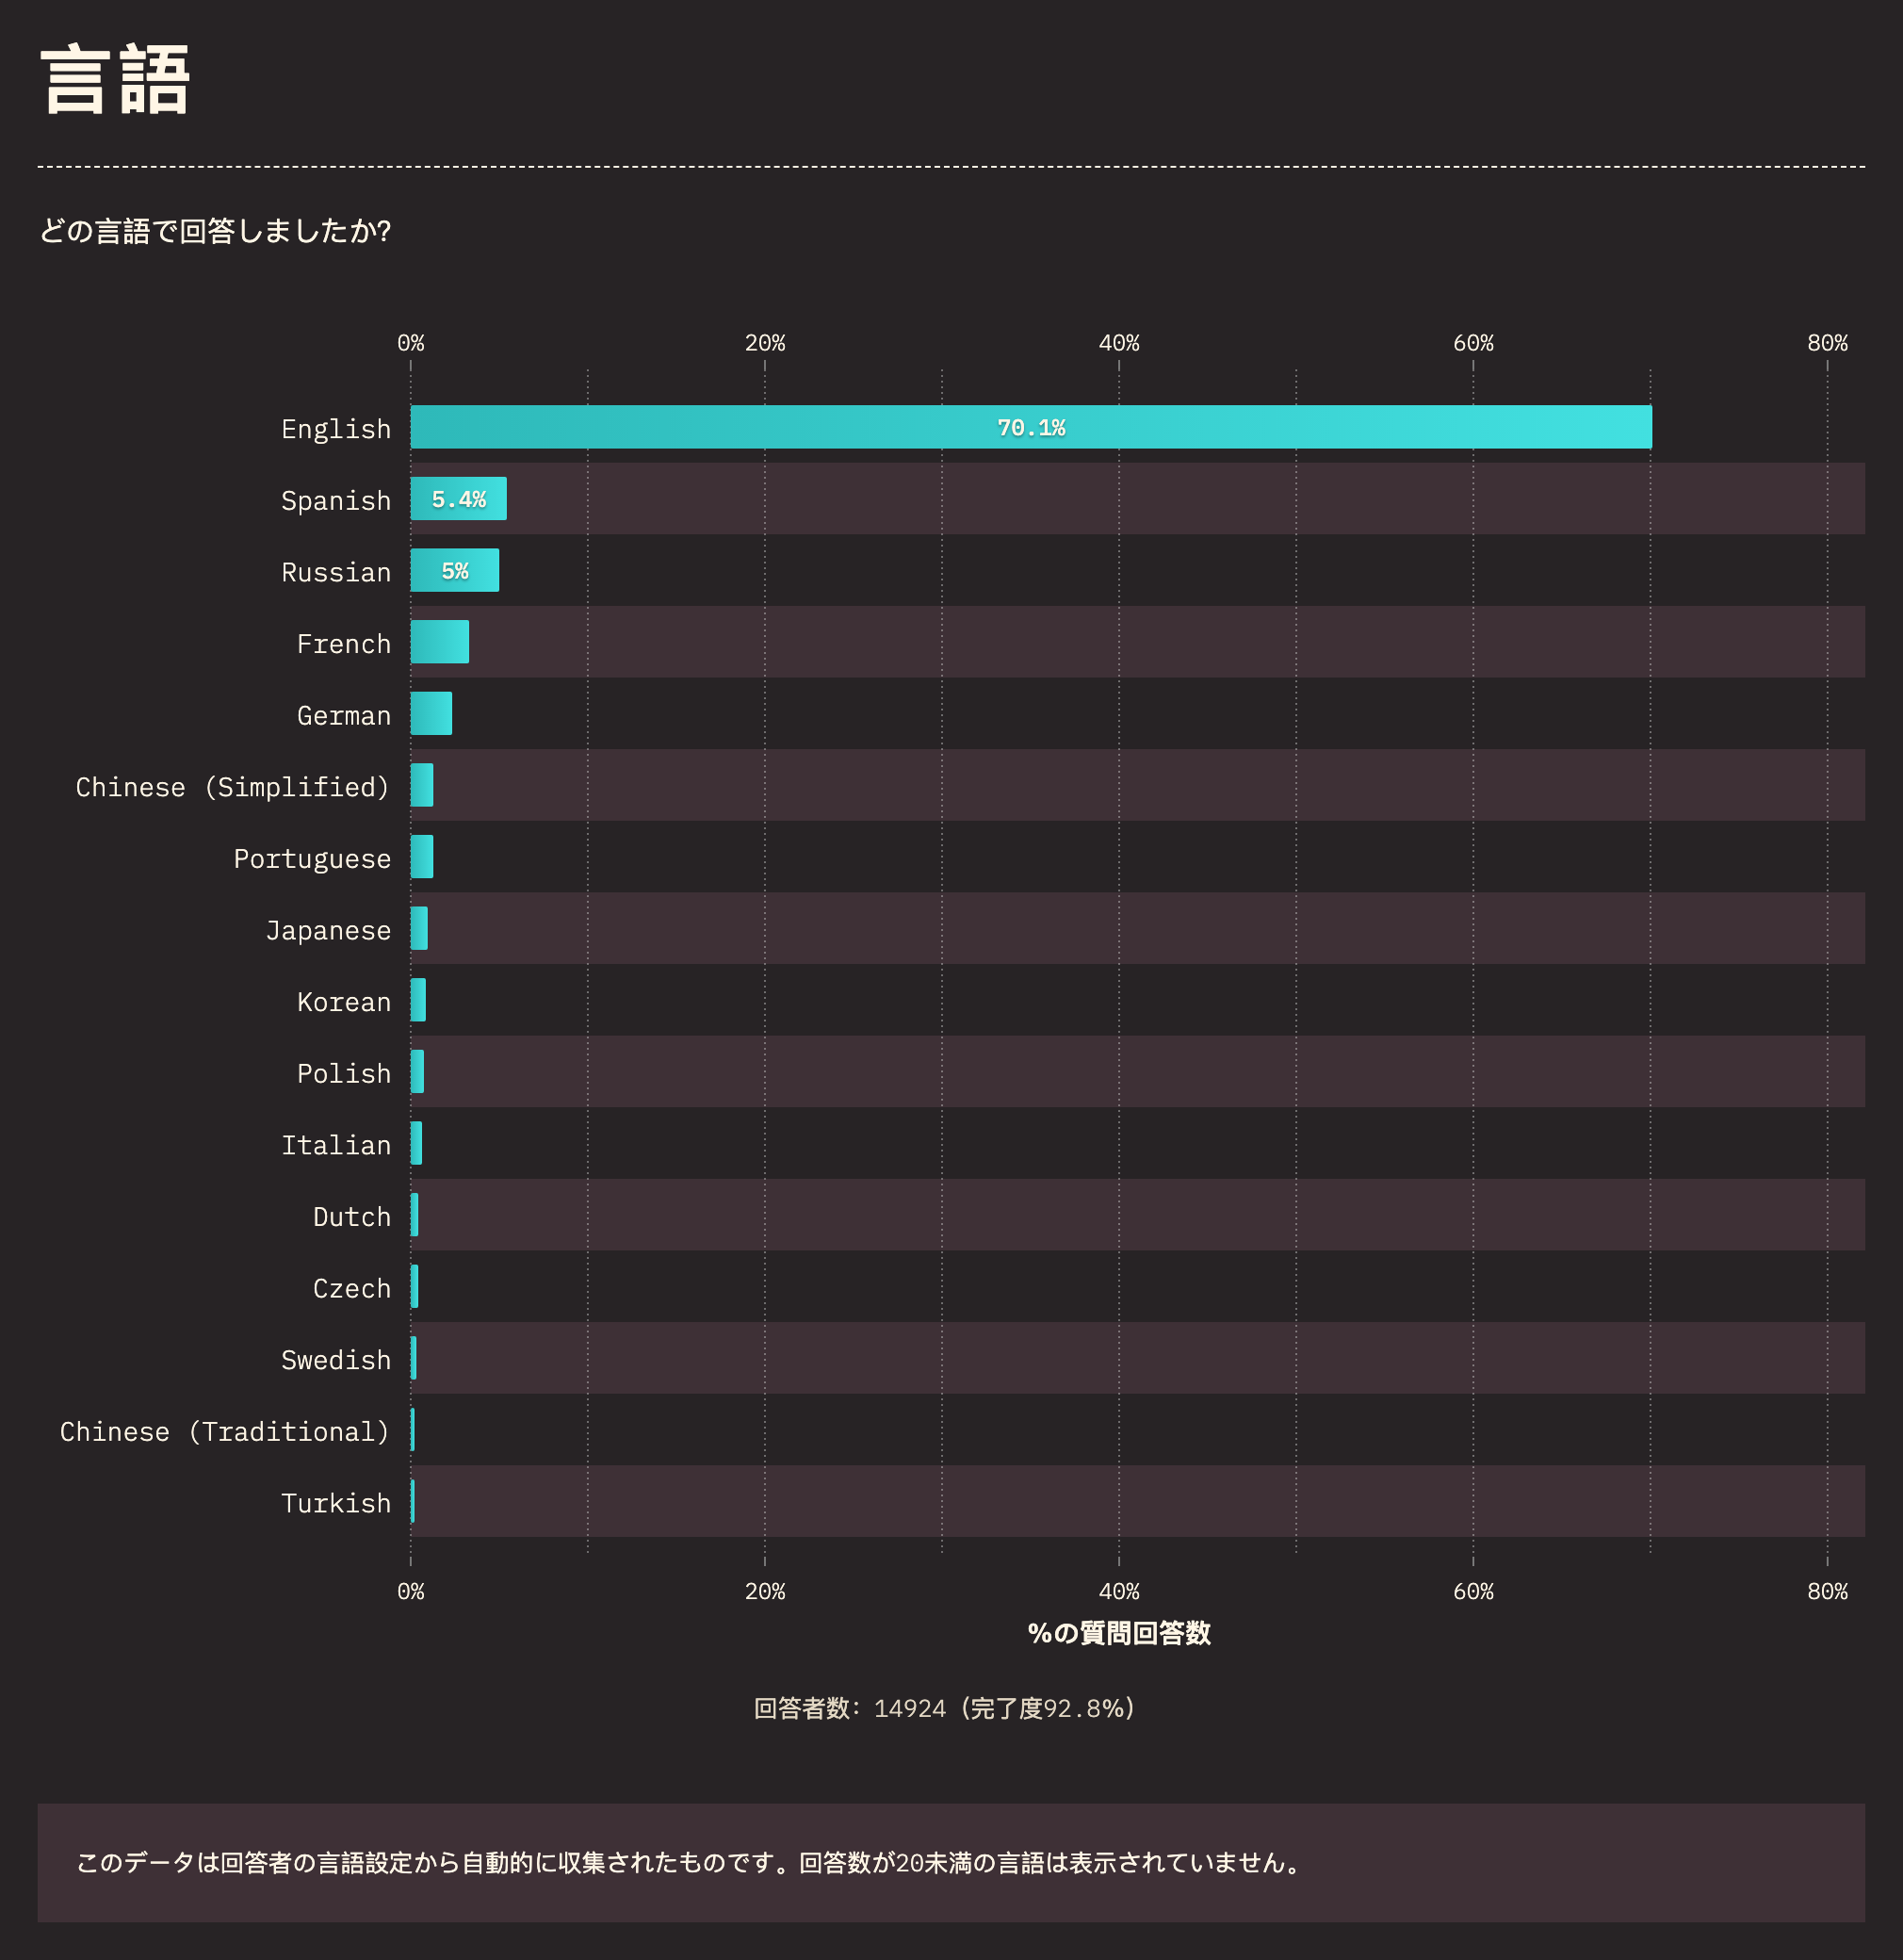 言語
どの言語で回答しましたか?
0% 20% 40% 60% 80%
English 70.1%
Spanish 5.4%
Russian 5%
French
German
Chinese (Simplified)
Portuguese
Japanese
Korean
Polish
Italian
Dutch
Czech
Swedish
Chinese (Traditional)
Turkish
0% 20% 40% 60% 80%
%の質問回答数
回答者数: 14924 (完了度92.8%)
このデータは回答者の言語設定から自動的に収集されたものです。回答数が20未満の言語は表示されていません。